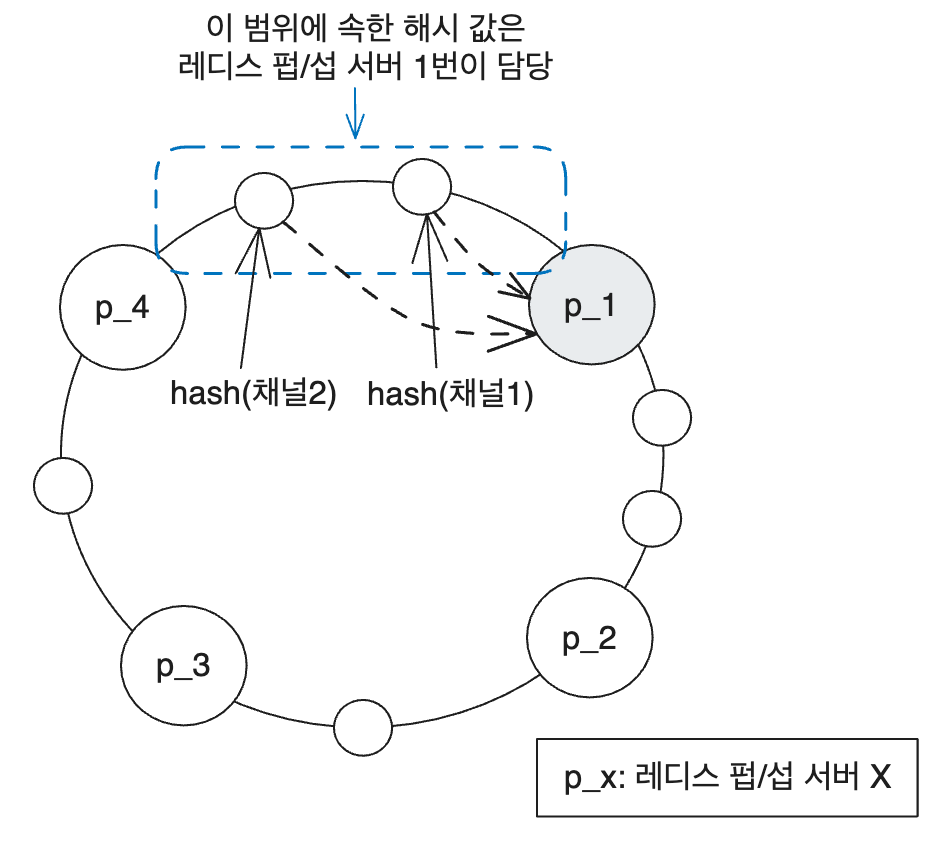 이 범위에 속한 해시 값은
레디스 펍/섭 서버 1번이 담당
p_4
p_1
hash(채널2)
hash(채널1)
p_3
p_2
p_x: 레디스 펍/섭 서버 X